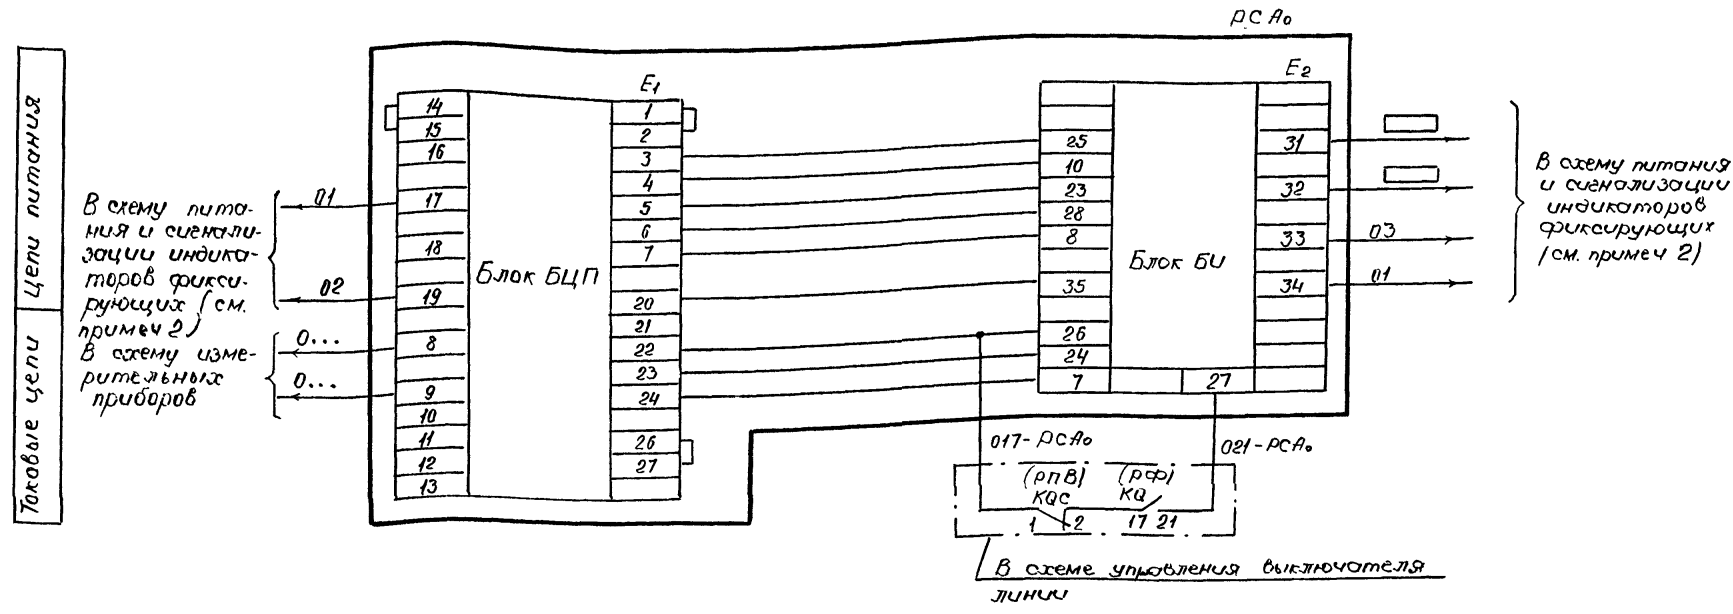 РСА₀
Цепи питания
Токовые цепи
В схему пита-
ния и сигнали-
зации индика-
торов фикси-
рующих (см.
примеч 2)
В схему изме-
рительных
приборов
01
02
0...
0...
14
15
16
17
18
19
8
9
10
11
12
13
Блок БЦП
Е₁
1
2
3
4
5
6
7
20
21
22
23
24
26
27
25
10
23
28
8
35
26
24
7
Блок БИ
27
Е₂
31
32
33
34
03
01
В схему питания
и сигнализации
индикаторов
фиксирующих
(см. примеч 2)
017-РСА₀
021-РСА₀
(РПВ) (РФ)
KQC KQ
1 2 17 21
В схеме управления выключателя
линии